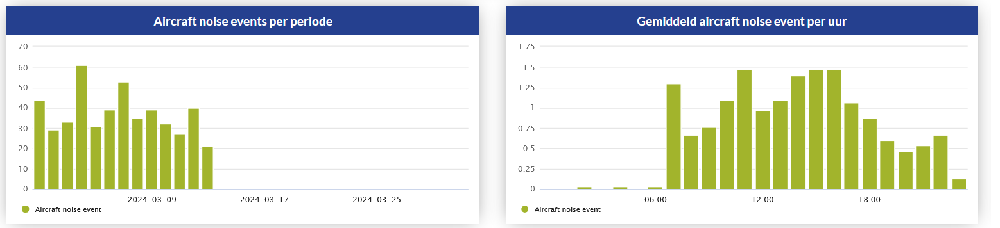 Aircraft noise events per periode
70
60
50
40
30
20
10
0
2024-03-09 2024-03-17 2024-03-25
Aircraft noise event
Gemiddeld aircraft noise event per uur
1.75
1.5
1.25
1
0.75
0.5
0.25
0
06:00 12:00 18:00
Aircraft noise event